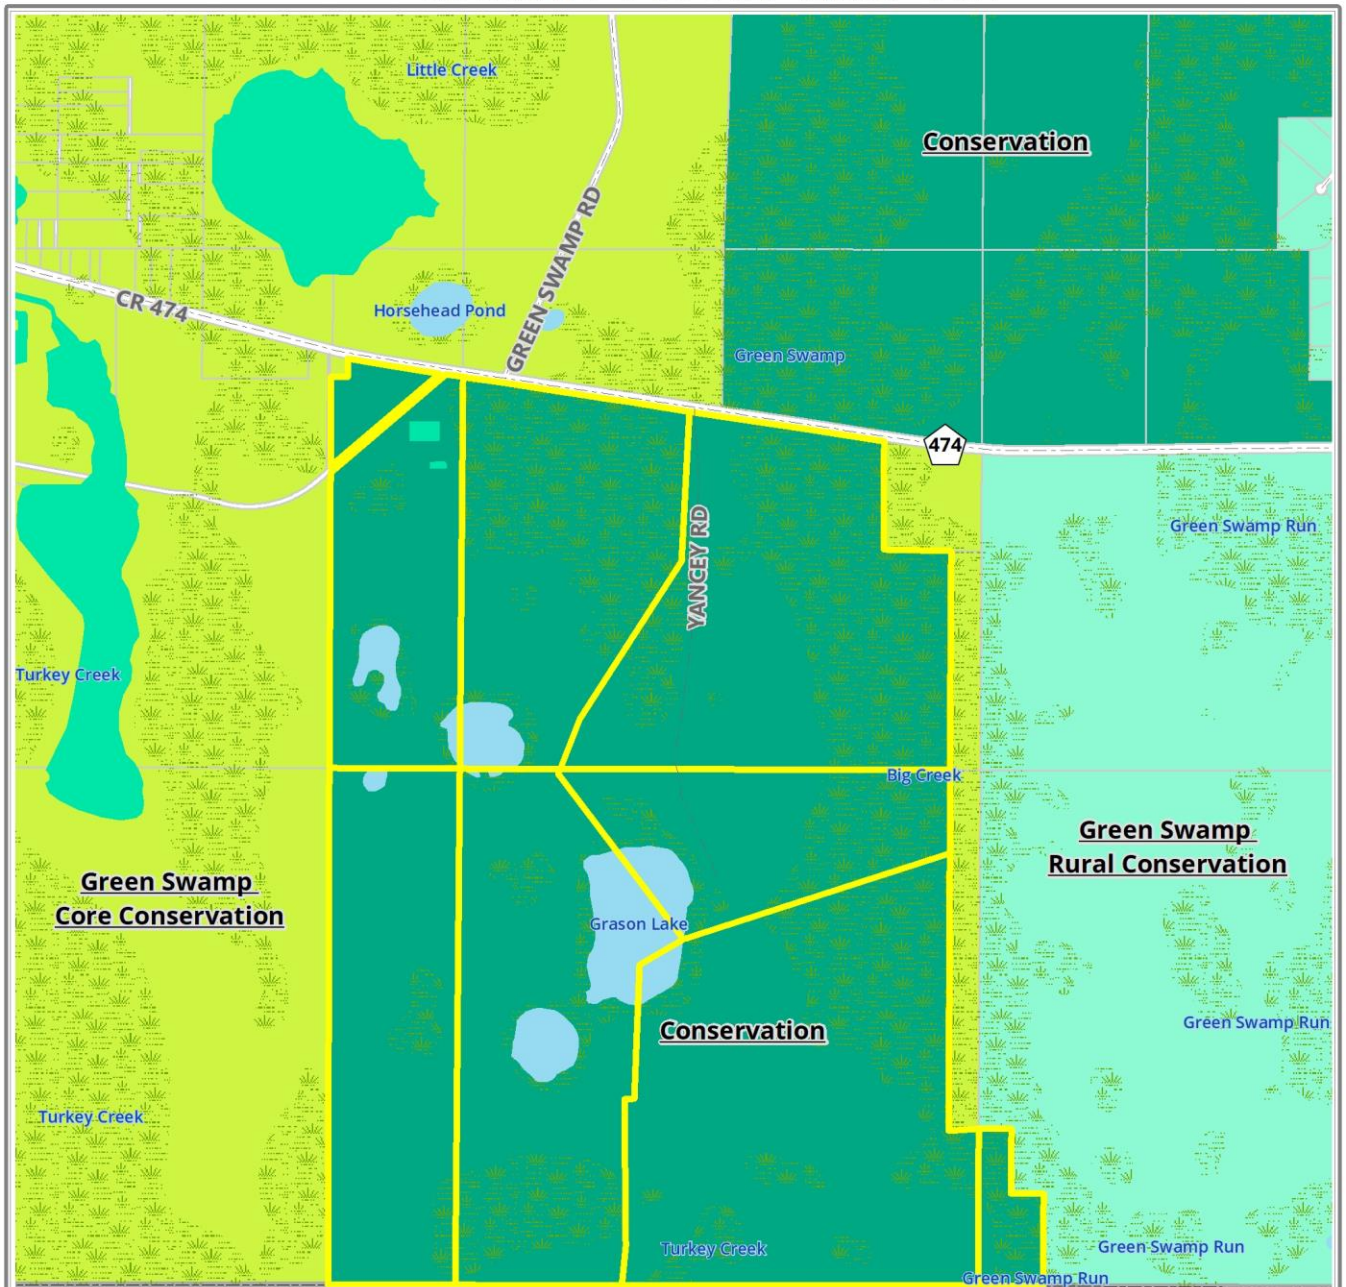 Little Creek
Conservation
GREEN SWAMP RD
CR 474
Horsehead Pond
Green Swamp
474
YANCEY RD
Green Swamp Run
Turkey Creek
Big Creek
Green Swamp
Rural Conservation
Green Swamp
Core Conservation
Grason Lake
Green Swamp Run
Conservation
Turkey Creek
Turkey Creek
Green Swamp Run
Green Swamp Run